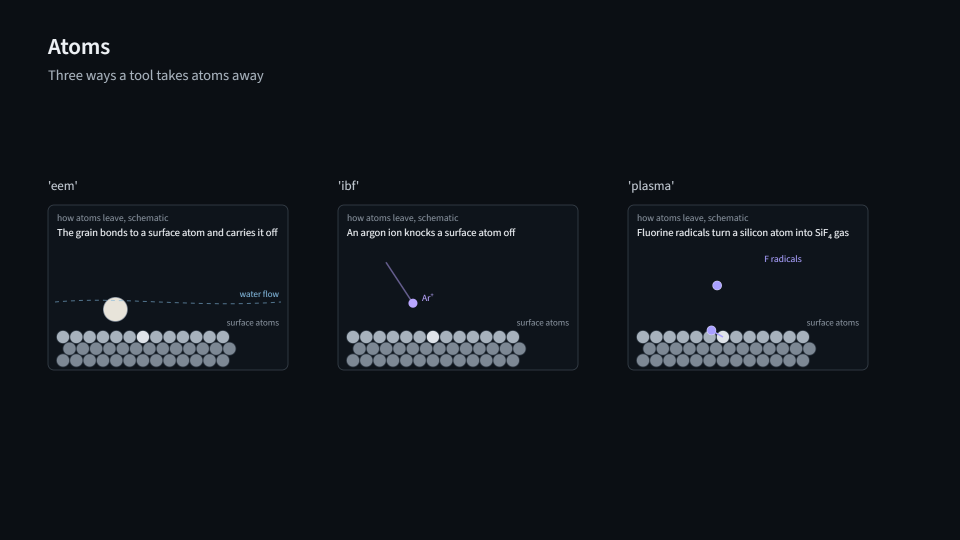 Atoms
Three ways a tool takes atoms away
'eem'
how atoms leave, schematic
The grain bonds to a surface atom and carries it off
water flow
surface atoms
'ibf'
how atoms leave, schematic
An argon ion knocks a surface atom off
Ar⁺
surface atoms
'plasma'
how atoms leave, schematic
Fluorine radicals turn a silicon atom into SiF₄ gas
F radicals
surface atoms